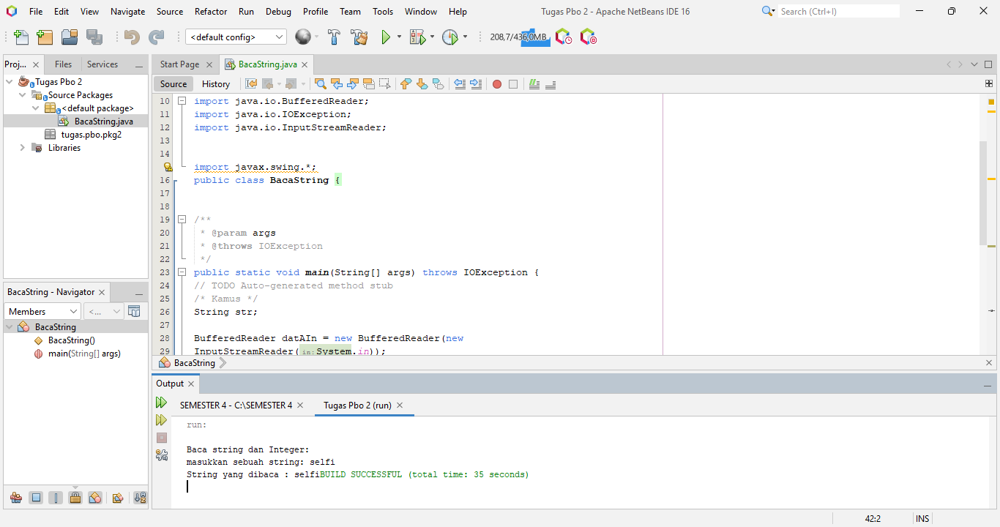 File Edit View Navigate Source Refactor Run Debug Profile Team Tools Window Help
Tugas Pbo 2 - Apache NetBeans IDE 16
Search (Ctrl+I)
<default config>
208,7/436,0MB
Proj... Files Services
Start Page BacaString.java
Tugas Pbo 2
Source Packages
<default package>
BacaString.java
tugas.pbo.pkg2
Libraries
Source History
10 import java.io.BufferedReader;
11 import java.io.IOException;
12 import java.io.InputStreamReader;
13
14
import javax.swing.*;
16 public class BacaString {
17
18
19 /**
20 * @param args
21 * @throws IOException
22 */
23 public static void main(String[] args) throws IOException {
24 // TODO Auto-generated method stub
25 /* Kamus */
26 String str;
27
28 BufferedReader datAIn = new BufferedReader(new
29 InputStreamReader(in: System.in));
BacaString
BacaString - Navigator
Members <...
BacaString
BacaString()
main(String[] args)
Output
SEMESTER 4 - C:\SEMESTER 4 Tugas Pbo 2 (run)
run:
Baca string dan Integer:
masukkan sebuah string: selfi
String yang dibaca : selfiBUILD SUCCESSFUL (total time: 35 seconds)
42:2 INS